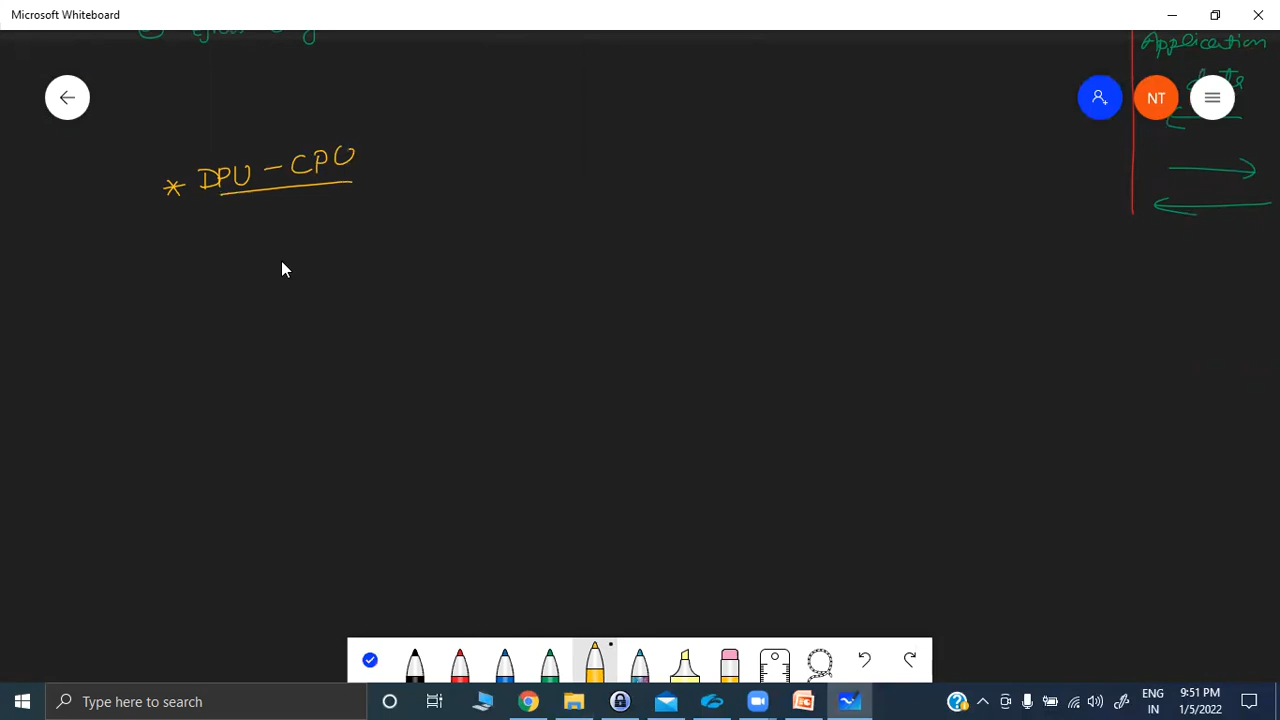 Microsoft Whiteboard
Application
NT
* DPU - CPU
Type here to search
ENG
IN
9:51 PM
1/5/2022